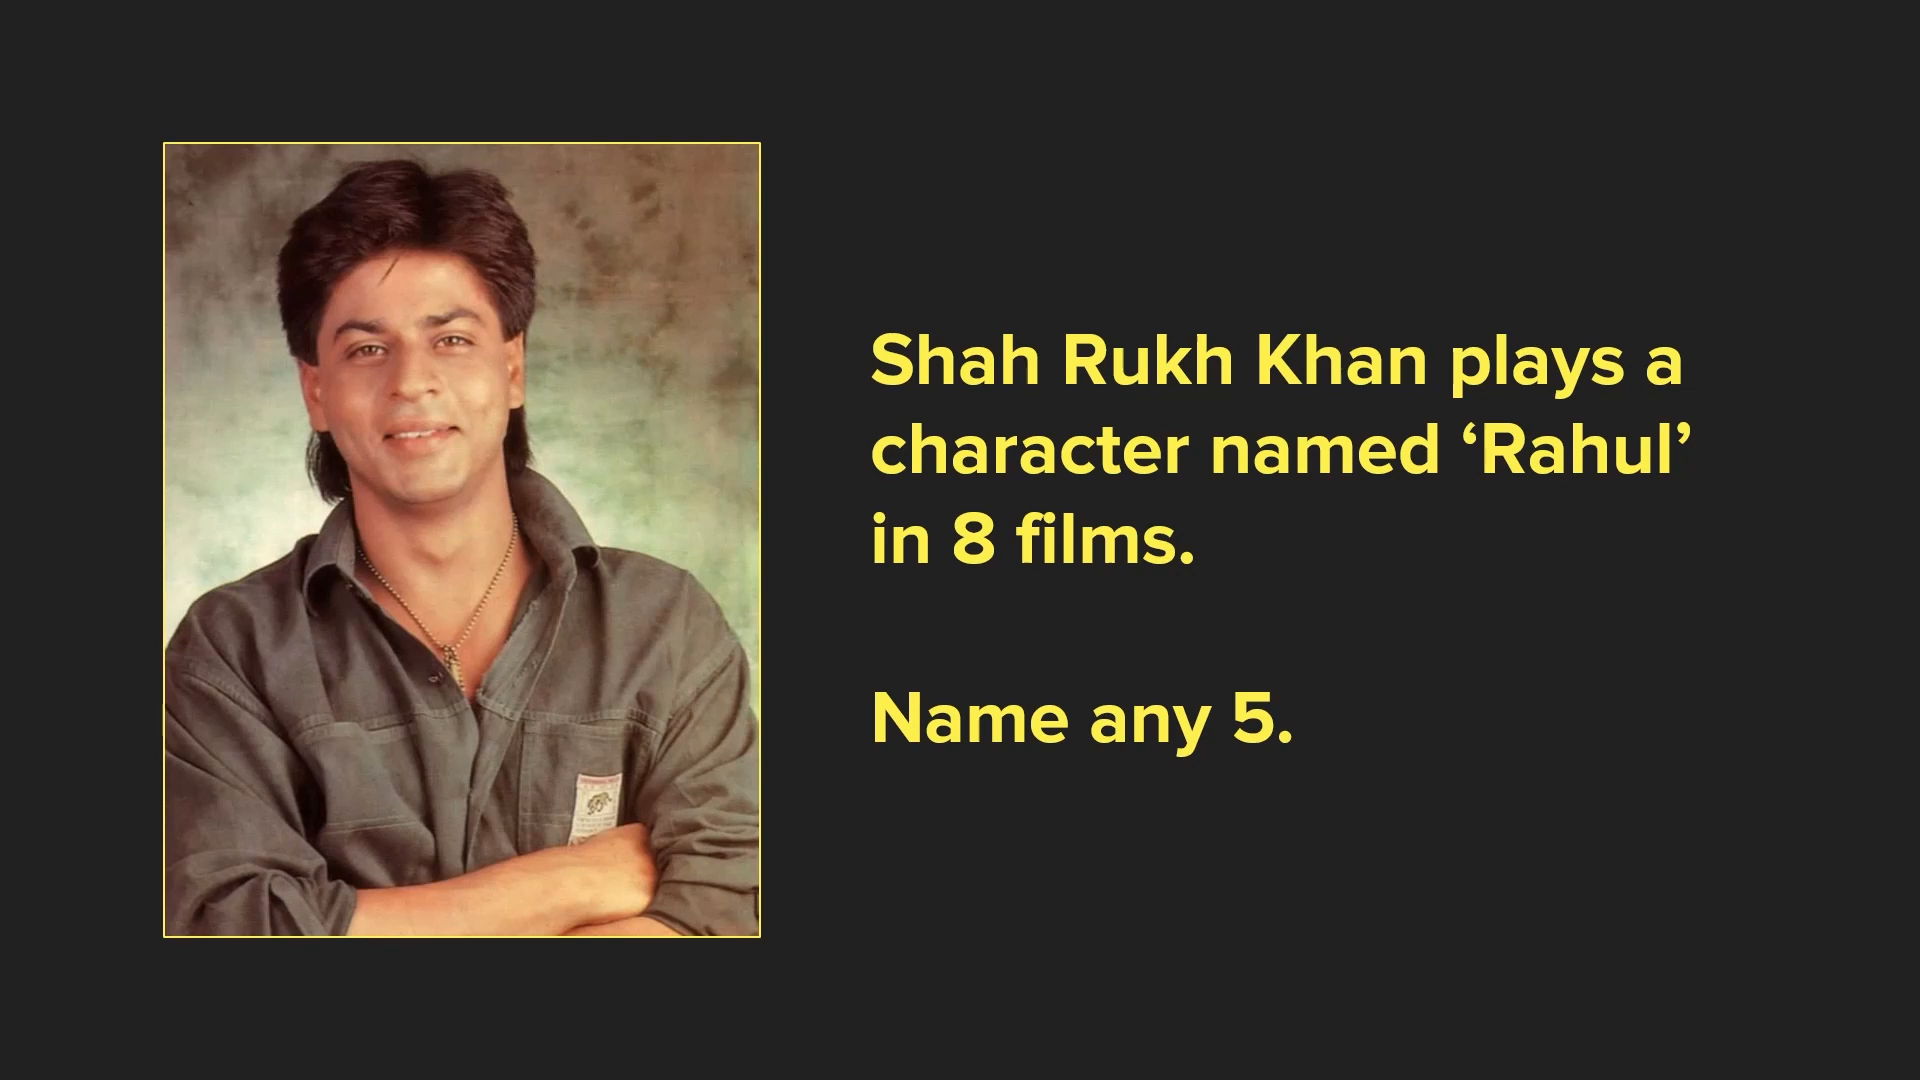 Shah Rukh Khan plays a
character named ‘Rahul’
in 8 films.
Name any 5.